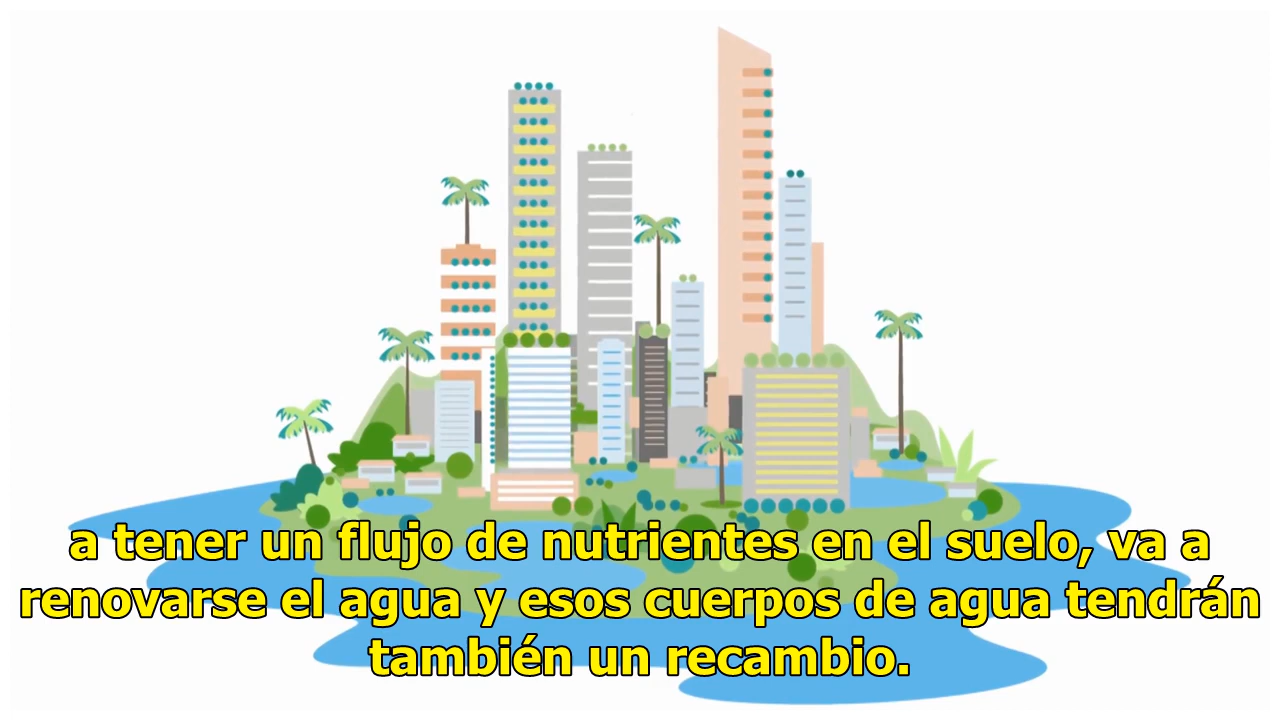 a tener un flujo de nutrientes en el suelo, va a
renovarse el agua y esos cuerpos de agua tendrán
también un recambio.